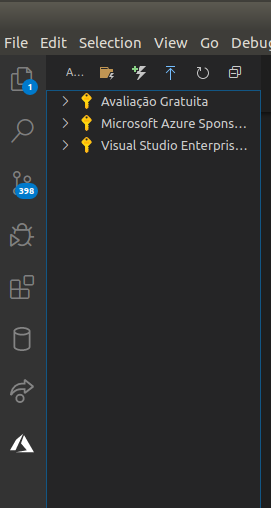 File Edit Selection View Go Debug
A...
1
Avaliação Gratuita
Microsoft Azure Spons...
Visual Studio Enterpris...
398